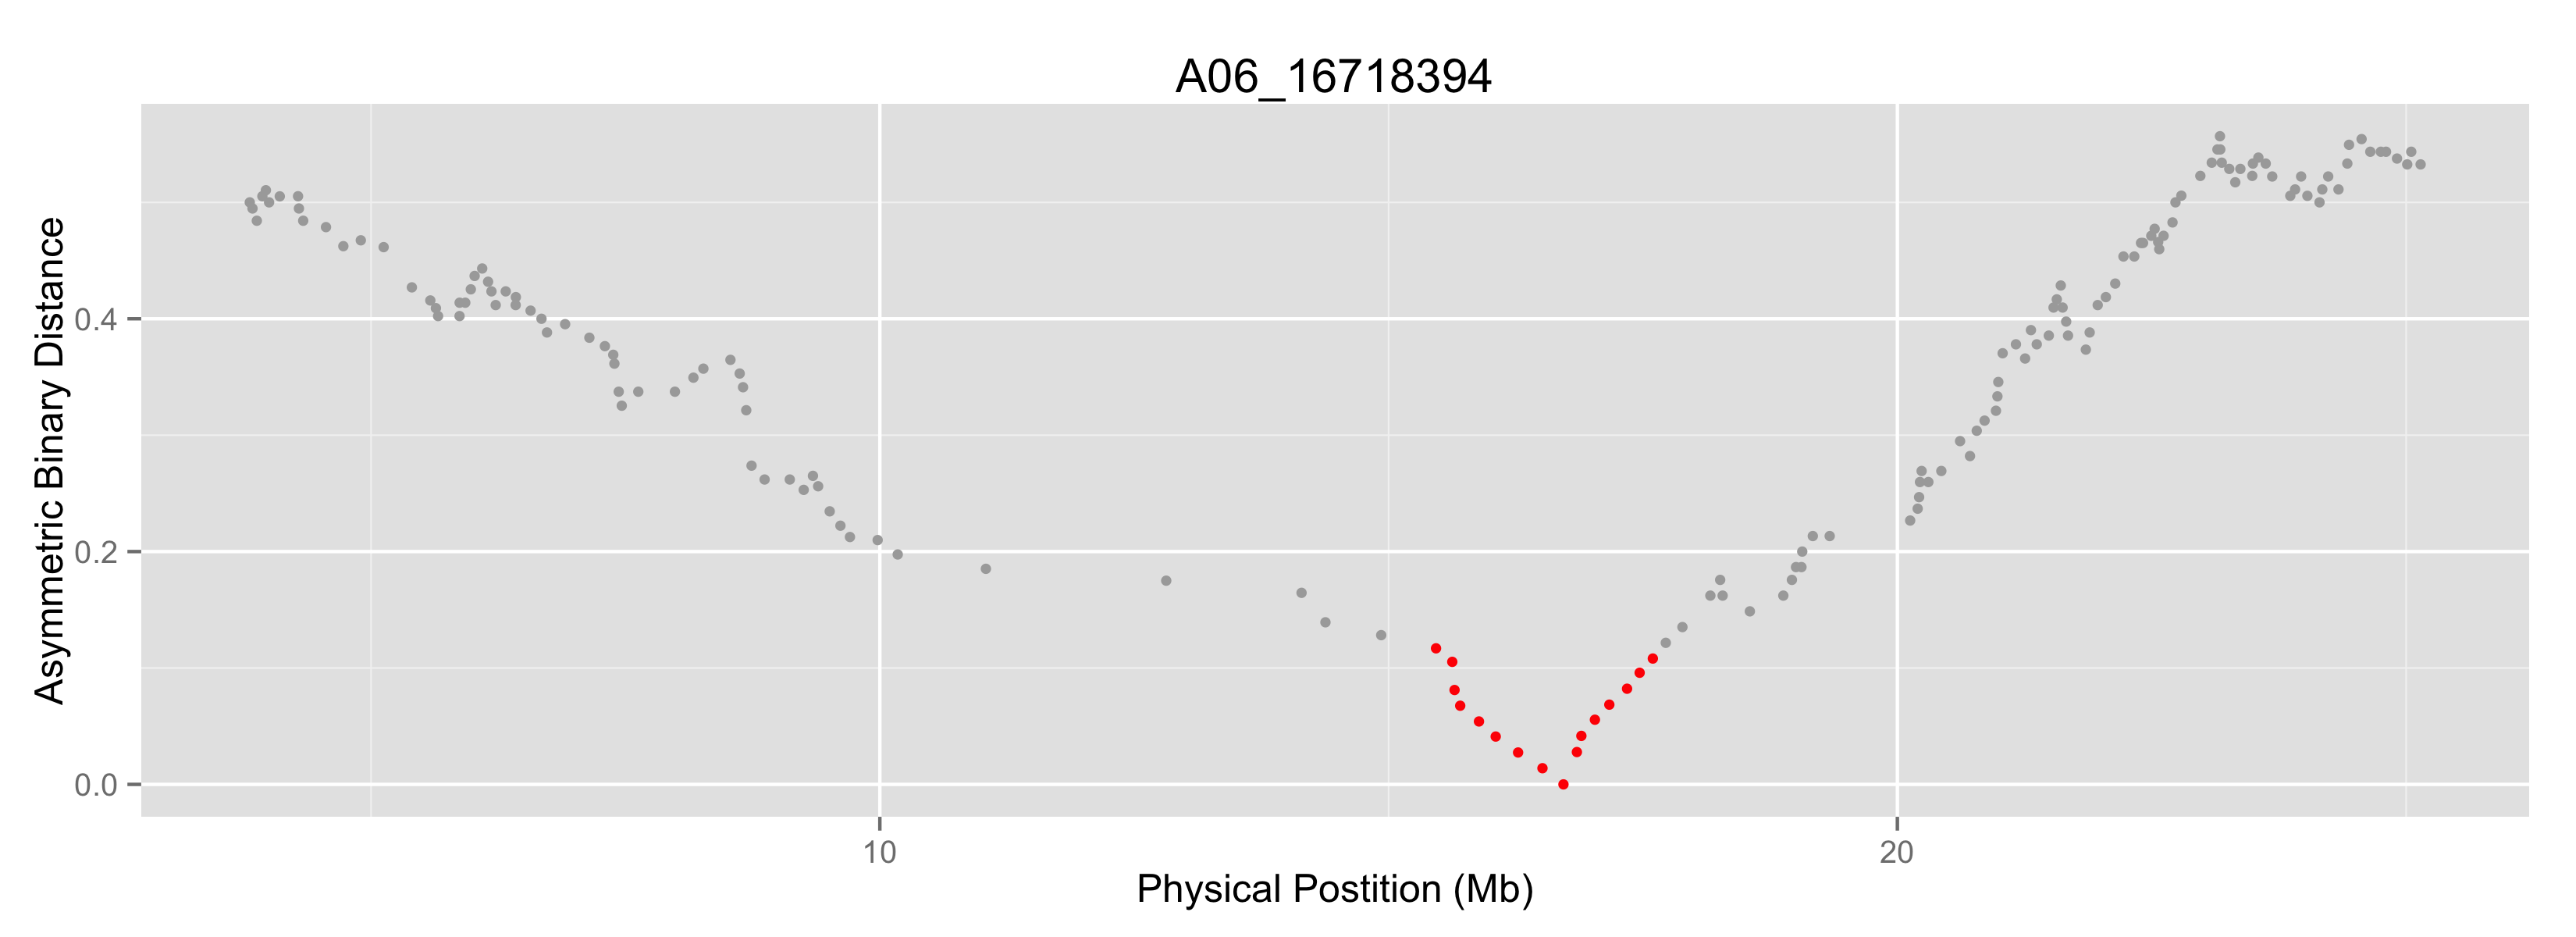 A06_16718394
Asymmetric Binary Distance
0.4
0.2
0.0
10
20
Physical Postition (Mb)